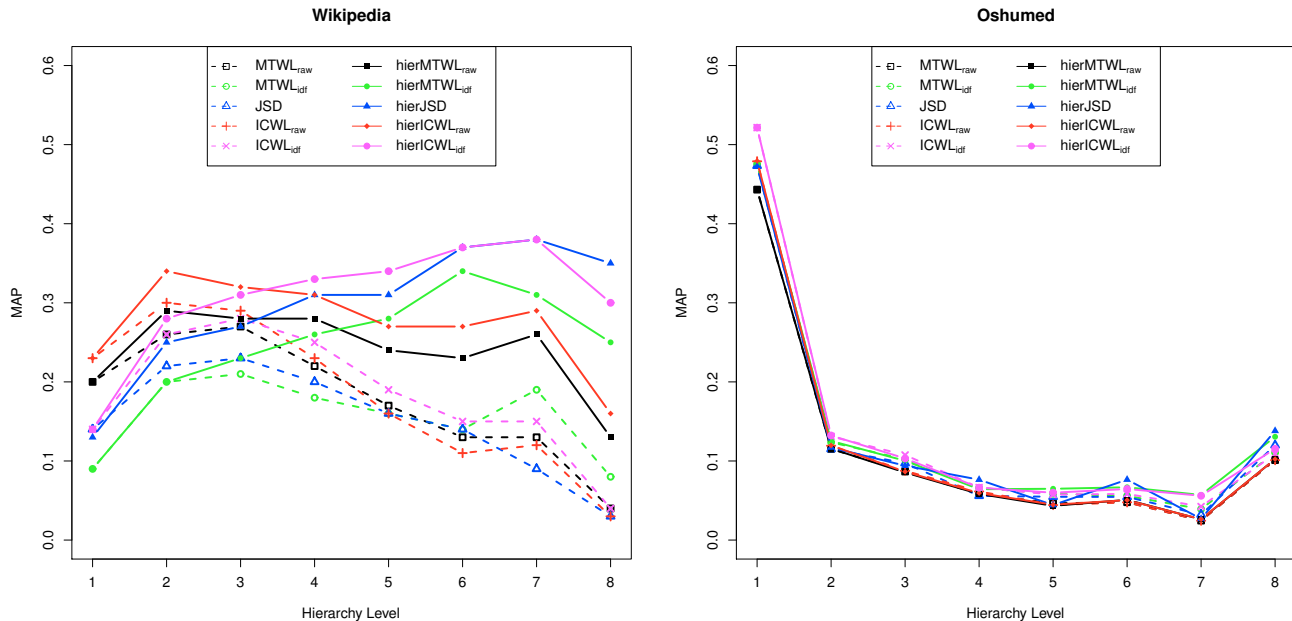 Wikipedia
MTWLraw hierMTWLraw
MTWLidf hierMTWLidf
JSD hierJSD
ICWLraw hierICWLraw
ICWLidf hierICWLidf
0.6
0.5
0.4
0.3
0.2
0.1
0.0
MAP
1 2 3 4 5 6 7 8
Hierarchy Level
Oshumed
MTWLraw hierMTWLraw
MTWLidf hierMTWLidf
JSD hierJSD
ICWLraw hierICWLraw
ICWLidf hierICWLidf
0.6
0.5
0.4
0.3
0.2
0.1
0.0
MAP
1 2 3 4 5 6 7 8
Hierarchy Level